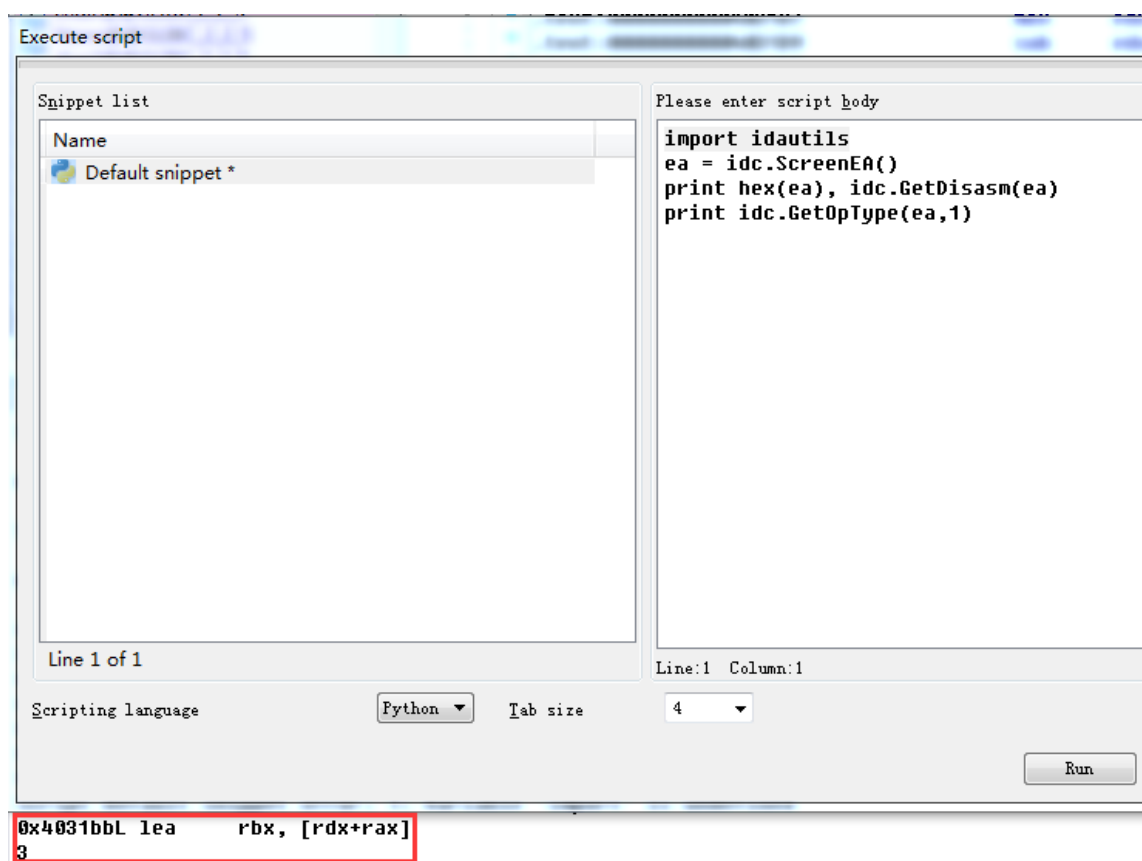 Execute script
Snippet list
Please enter script body
Name
Default snippet *
import idautils
ea = idc.ScreenEA()
print hex(ea), idc.GetDisasm(ea)
print idc.GetOpType(ea,1)
Line 1 of 1
Line:1 Column:1
Scripting language
Python
Tab size
4
Run
0x4031bbL lea rbx, [rdx+rax]
3